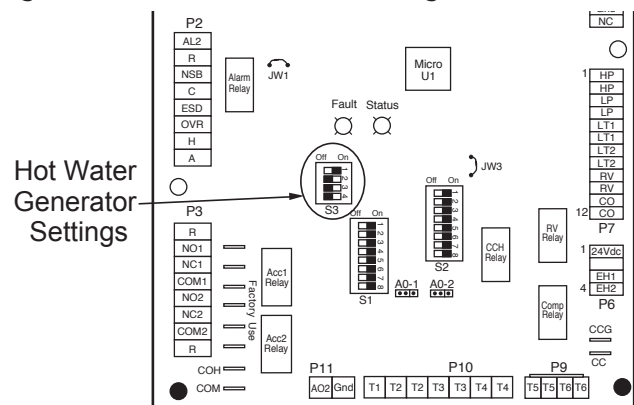 NC
P2
AL2
R
NSB
C
ESD
OVR
H
A
Alarm Relay
JW1
Micro U1
Fault Status
Off On
1
2
3
4
S3
Hot Water
Generator
Settings
JW3
Off On
1
2
3
4
5
6
7
8
S1
Off On
1
2
3
4
5
6
7
8
S2
A0-1
A0-2
CCH Relay
RV Relay
Comp Relay
1
HP
HP
LP
LP
LT1
LT1
LT2
LT2
RV
RV
CO
12 CO
P7
1 24Vdc
EH1
4 EH2
P6
CCG
CC
P3
R
NO1
NC1
COM1
NO2
NC2
COM2
R
Factory Use
Acc1 Relay
Acc2 Relay
COH
COM
P11
AO2 Gnd
P10
T1 T2 T2 T3 T3 T4 T4
P9
T5 T5 T6 T6